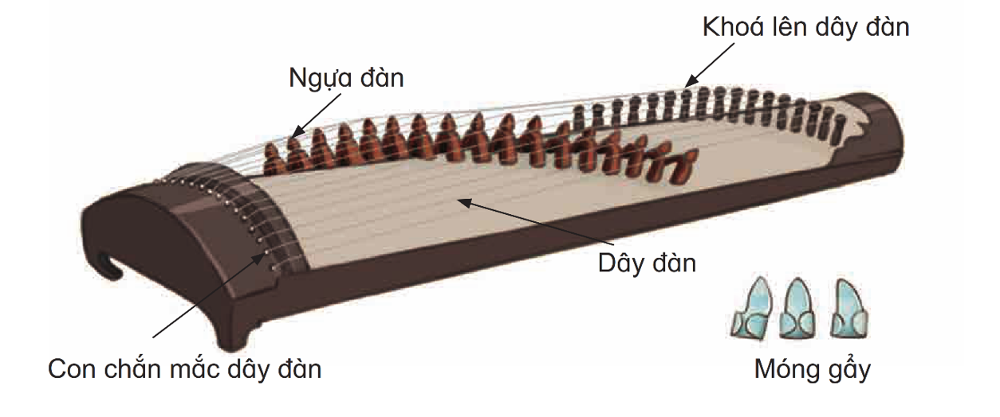 Khoá lên dây đàn
Ngựa đàn
Dây đàn
Con chắn mắc dây đàn
Móng gẩy